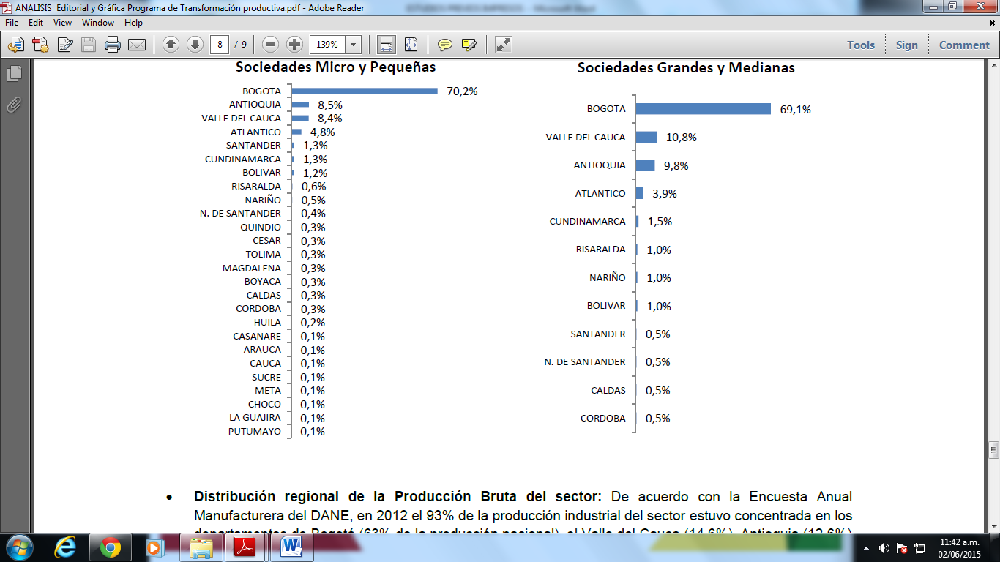 ANALISIS Editorial y Gráfica Programa de Transformación productiva.pdf - Adobe Reader
File Edit View Window Help
8 / 9 139% Tools Sign Comment
Sociedades Micro y Pequeñas
BOGOTA 70,2%
ANTIOQUIA 8,5%
VALLE DEL CAUCA 8,4%
ATLANTICO 4,8%
SANTANDER 1,3%
CUNDINAMARCA 1,3%
BOLIVAR 1,2%
RISARALDA 0,6%
NARIÑO 0,5%
N. DE SANTANDER 0,4%
QUINDIO 0,3%
CESAR 0,3%
TOLIMA 0,3%
MAGDALENA 0,3%
BOYACA 0,3%
CALDAS 0,3%
CORDOBA 0,3%
HUILA 0,2%
CASANARE 0,1%
ARAUCA 0,1%
CAUCA 0,1%
SUCRE 0,1%
META 0,1%
CHOCO 0,1%
LA GUAJIRA 0,1%
PUTUMAYO 0,1%
Sociedades Grandes y Medianas
BOGOTA 69,1%
VALLE DEL CAUCA 10,8%
ANTIOQUIA 9,8%
ATLANTICO 3,9%
CUNDINAMARCA 1,5%
RISARALDA 1,0%
NARIÑO 1,0%
BOLIVAR 1,0%
SANTANDER 0,5%
N. DE SANTANDER 0,5%
CALDAS 0,5%
CORDOBA 0,5%
• Distribución regional de la Producción Bruta del sector: De acuerdo con la Encuesta Anual
Manufacturera del DANE, en 2012 el 93% de la producción industrial del sector estuvo concentrada en los
departamentos de Bogotá (63% de la producción nacional), el Valle del Cauca (14,6%), Antioquia (12,6%)
11:42 a.m.
02/06/2015